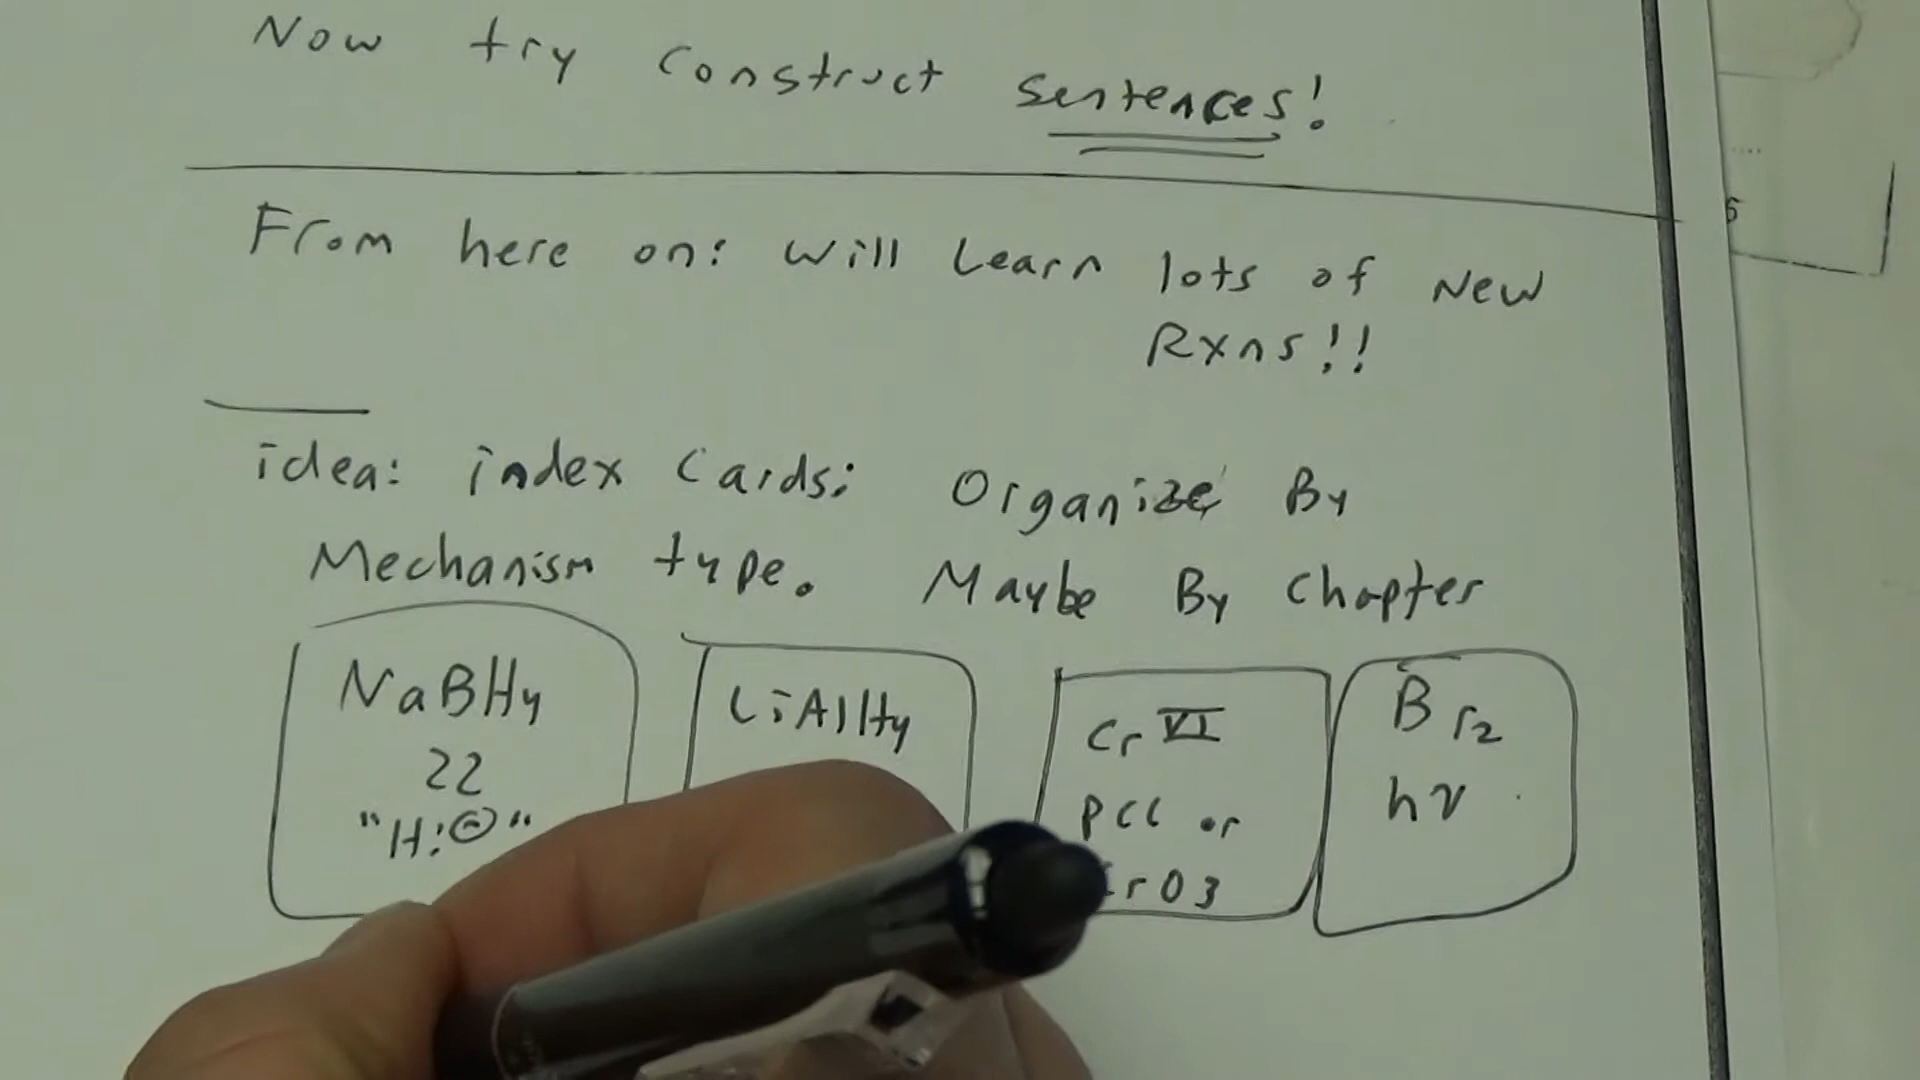 Now try construct sentences!
From here on: will Learn lots of New
Rxns!!
idea: index Cards: Organize By
Mechanism type. Maybe By Chapter
NaBH4
22
"H:⊖"
LiAlH4
Cr VI
PCC or
CrO3
Br2
hν